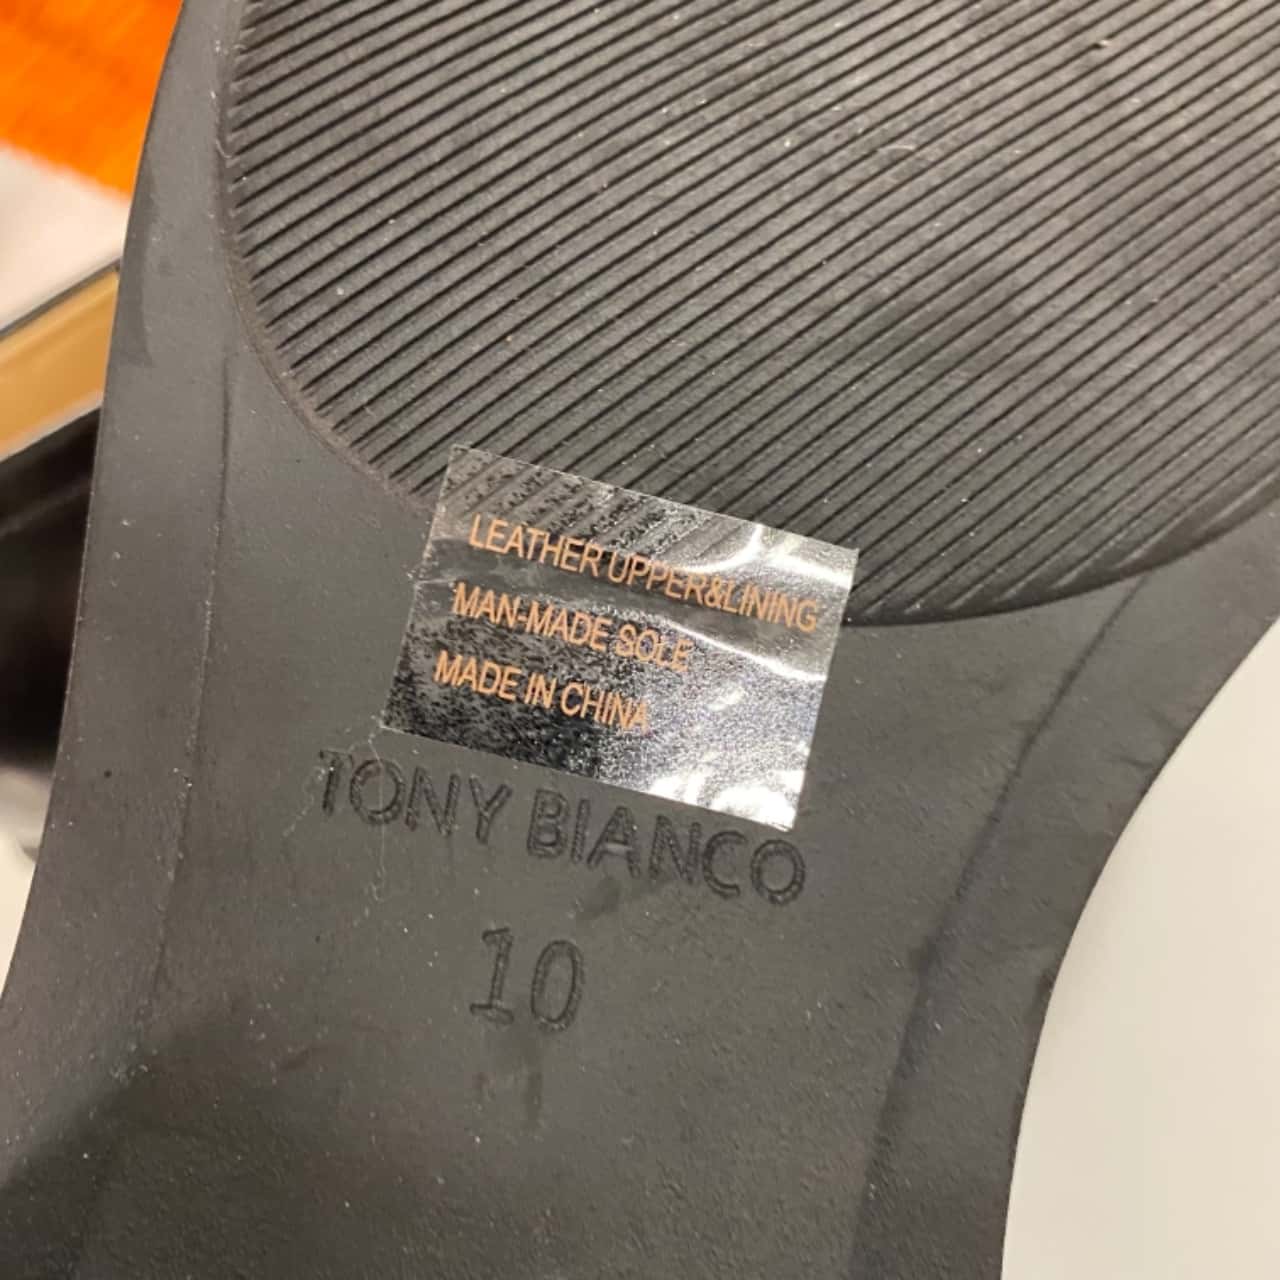 LEATHER UPPER&LINING
MAN-MADE SOLE
MADE IN CHINA
TONY BIANCO
10